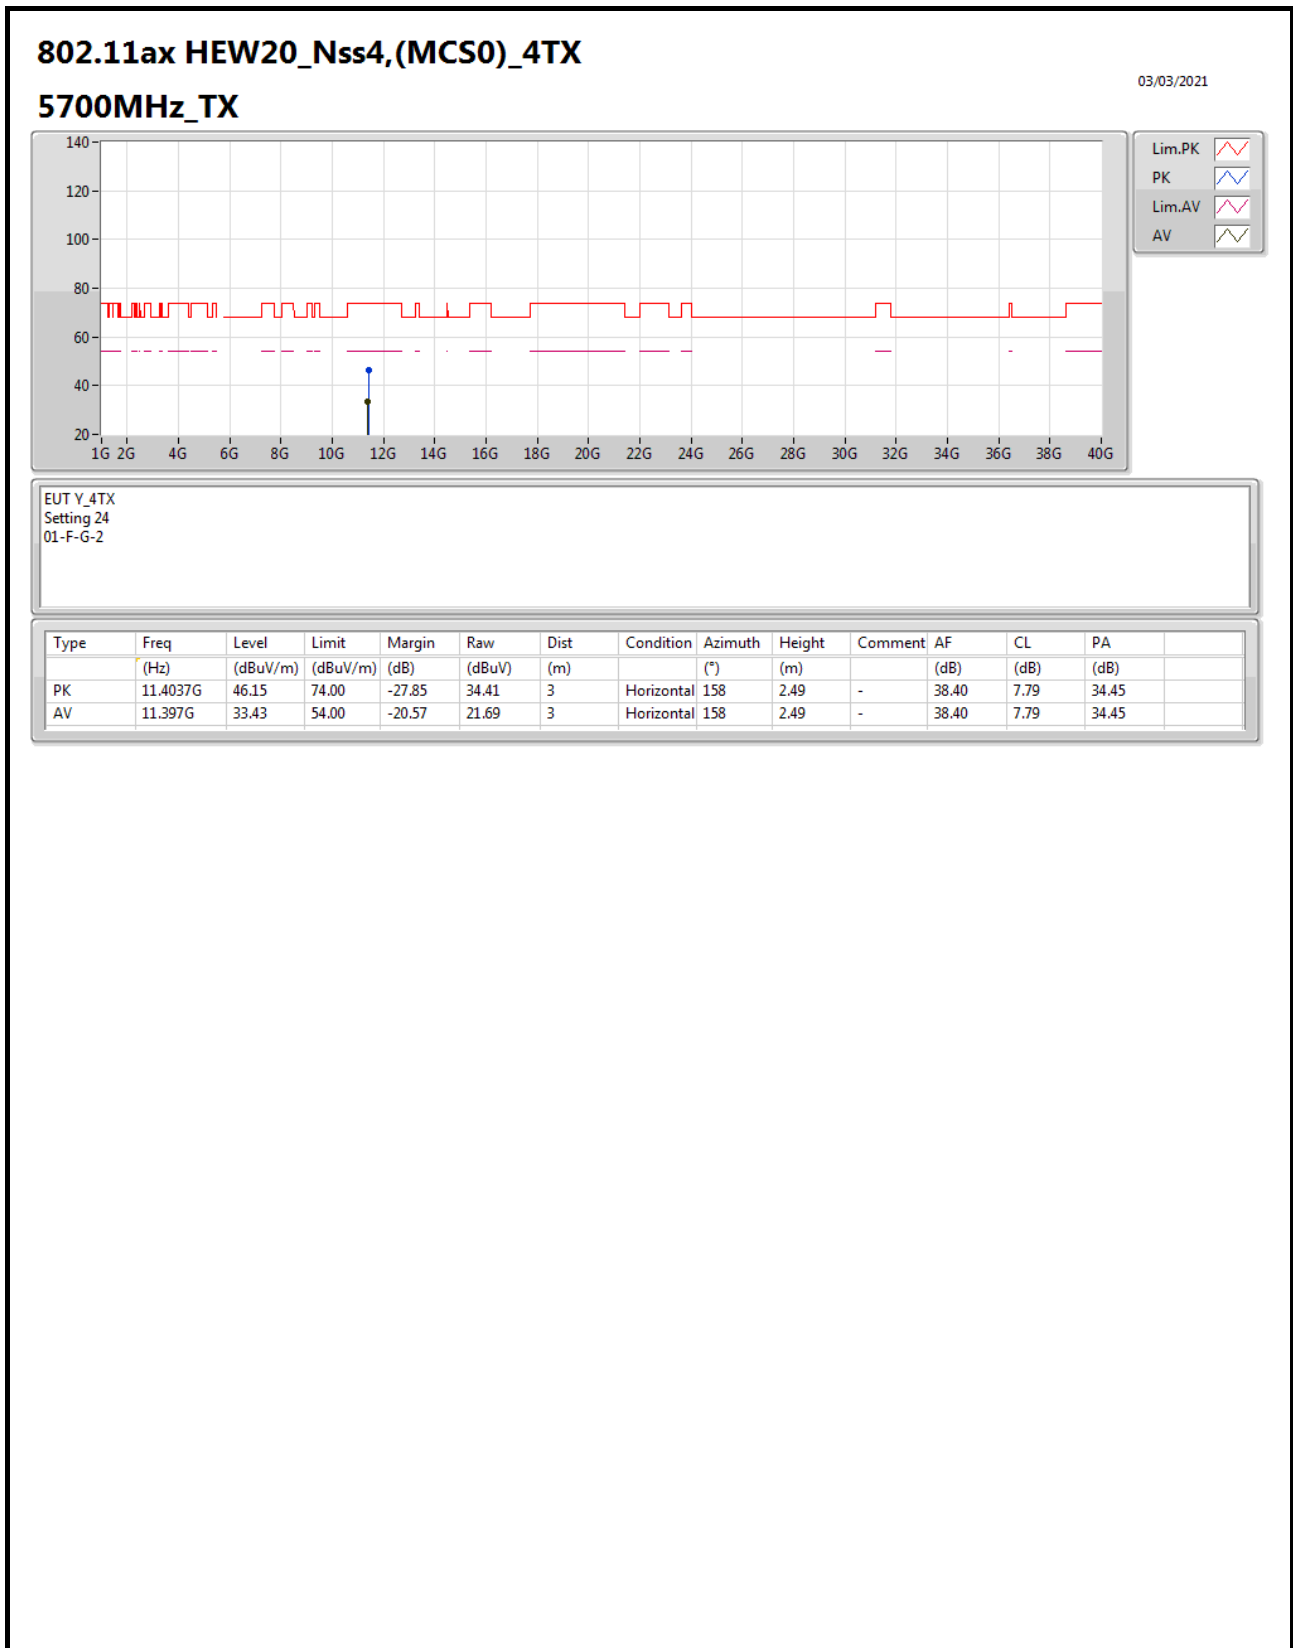 802.11ax HEW20_Nss4,(MCS0)_4TX
03/03/2021
5700MHz_TX
140
120
100
80
60
40
20
1G 2G 4G 6G 8G 10G 12G 14G 16G 18G 20G 22G 24G 26G 28G 30G 32G 34G 36G 38G 40G
Lim.PK
PK
Lim.AV
AV
EUT Y_4TX
Setting 24
01-F-G-2
Type Freq Level Limit Margin Raw Dist Condition Azimuth Height Comment AF CL PA
(Hz) (dBuV/m) (dBuV/m) (dB) (dBuV) (m) (°) (m) (dB) (dB) (dB)
PK 11.4037G 46.15 74.00 -27.85 34.41 3 Horizontal 158 2.49 - 38.40 7.79 34.45
AV 11.397G 33.43 54.00 -20.57 21.69 3 Horizontal 158 2.49 - 38.40 7.79 34.45